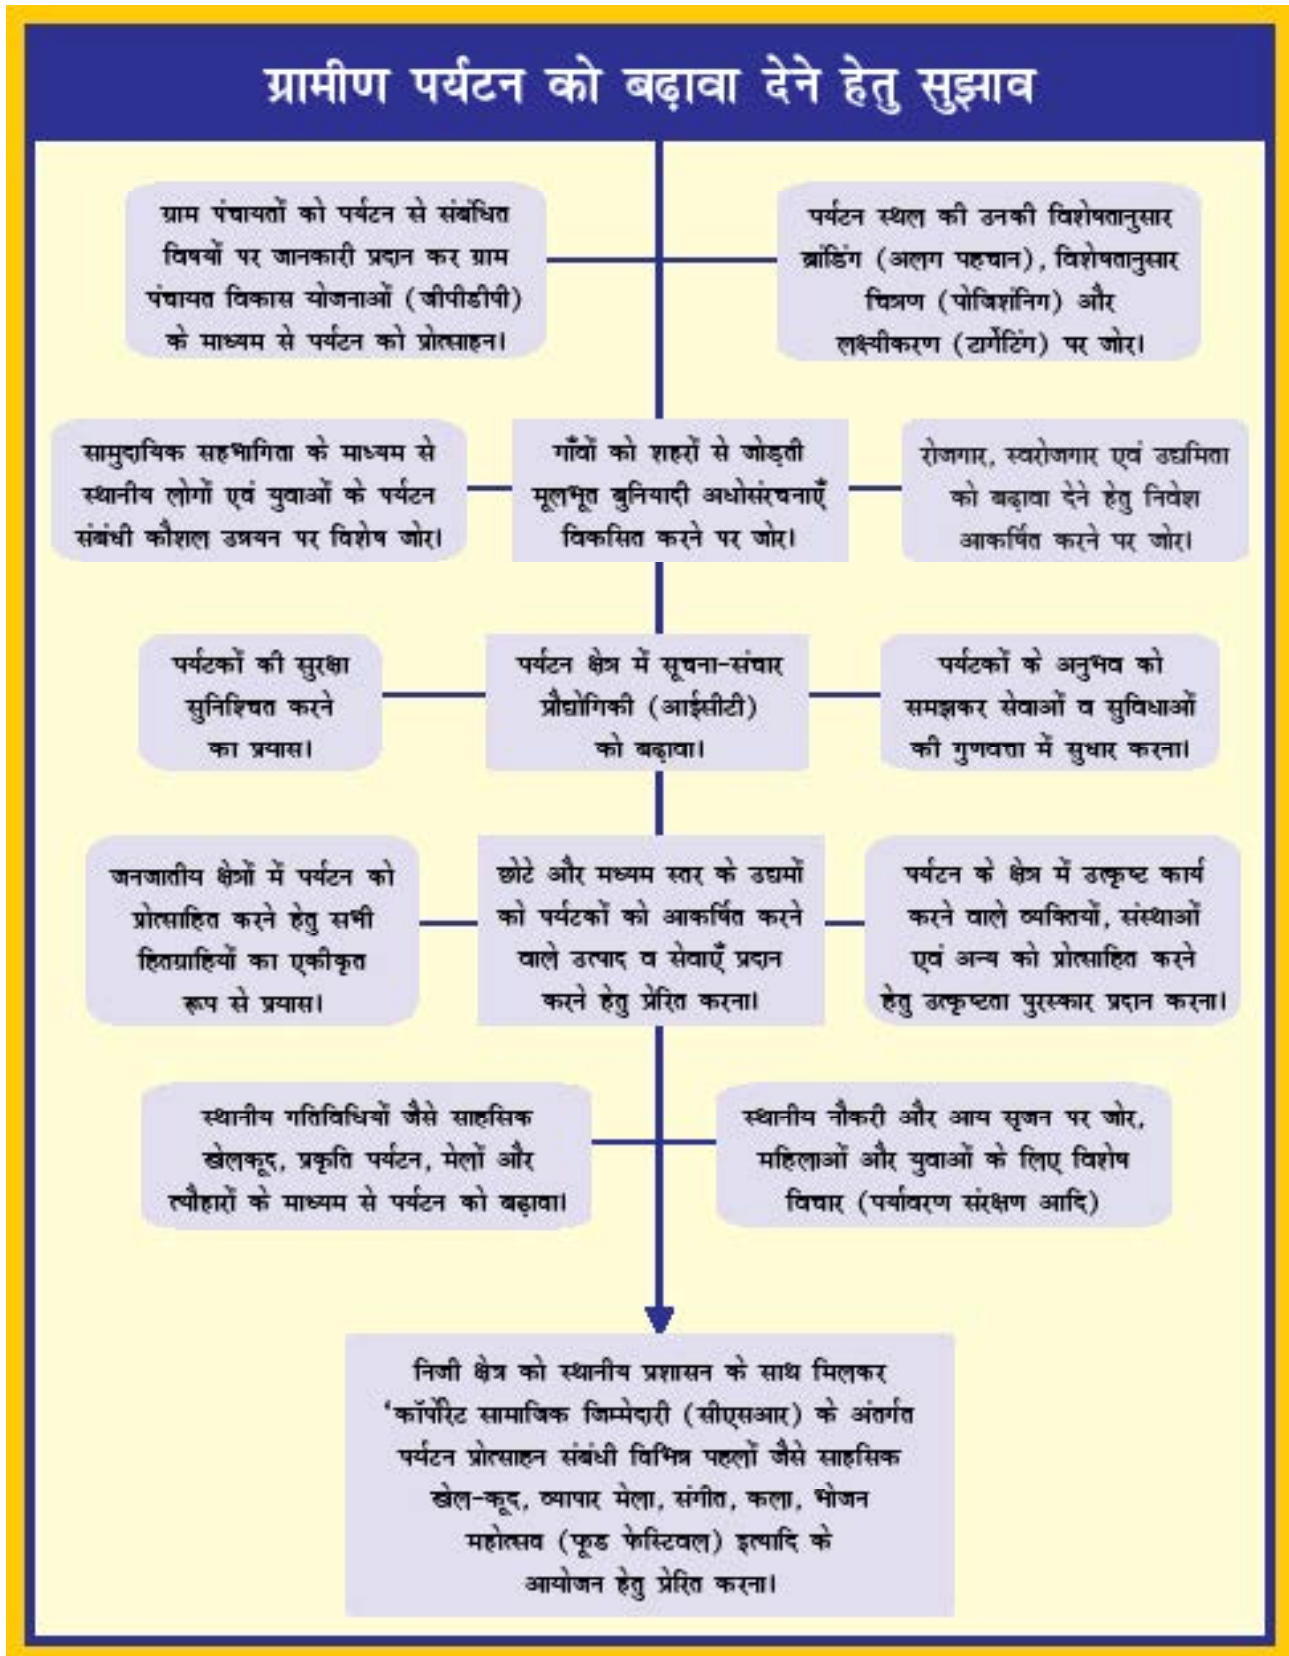 ग्रामीण पर्यटन को बढ़ावा देने हेतु सुझाव
ग्राम पंचायतों को पर्यटन से संबंधित
विषयों पर जानकारी प्रदान कर ग्राम
पंचायत विकास योजनाओं (जीपीडीपी)
के माध्यम से पर्यटन को प्रोत्साहन।
पर्यटन स्थल की उनकी विशेषतानुसार
ब्रांडिंग (अलग पहचान), विशेषतानुसार
चित्रण (पोजिशंनिग) और
लक्ष्यीकरण (टार्गेटिंग) पर जोर।
सामुदायिक सहभागिता के माध्यम से
स्थानीय लोगों एवं युवाओं के पर्यटन
संबंधी कौशल उन्नयन पर विशेष जोर।
गाँवों को शहरों से जोड़ती
मूलभूत बुनियादी अधोसंरचनाएँ
विकसित करने पर जोर।
रोजगार, स्वरोजगार एवं उद्यमिता
को बढ़ावा देने हेतु निवेश
आकर्षित करने पर जोर।
पर्यटकों की सुरक्षा
सुनिश्चित करने
का प्रयास।
पर्यटन क्षेत्र में सूचना-संचार
प्रौद्योगिकी (आईसीटी)
को बढ़ावा।
पर्यटकों के अनुभव को
समझकर सेवाओं व सुविधाओं
की गुणवत्ता में सुधार करना।
जनजातीय क्षेत्रों में पर्यटन को
प्रोत्साहित करने हेतु सभी
हितग्राहियों का एकीकृत
रूप से प्रयास।
छोटे और मध्यम स्तर के उद्यमों
को पर्यटकों को आकर्षित करने
वाले उत्पाद व सेवाएँ प्रदान
करने हेतु प्रेरित करना।
पर्यटन के क्षेत्र में उत्कृष्ट कार्य
करने वाले व्यक्तियों, संस्थाओं
एवं अन्य को प्रोत्साहित करने
हेतु उत्कृष्टता पुरस्कार प्रदान करना।
स्थानीय गतिविधियों जैसे साहसिक
खेलकूद, प्रकृति पर्यटन, मेलों और
त्यौहारों के माध्यम से पर्यटन को बढ़ावा।
स्थानीय नौकरी और आय सृजन पर जोर,
महिलाओं और युवाओं के लिए विशेष
विचार (पर्यावरण संरक्षण आदि)
निजी क्षेत्र को स्थानीय प्रशासन के साथ मिलकर
'कॉर्पोरेट सामाजिक जिम्मेदारी (सीएसआर) के अंतर्गत
पर्यटन प्रोत्साहन संबंधी विभिन्न पहलों जैसे साहसिक
खेल-कूद, व्यापार मेला, संगीत, कला, भोजन
महोत्सव (फूड फेस्टिवल) इत्यादि के
आयोजन हेतु प्रेरित करना।